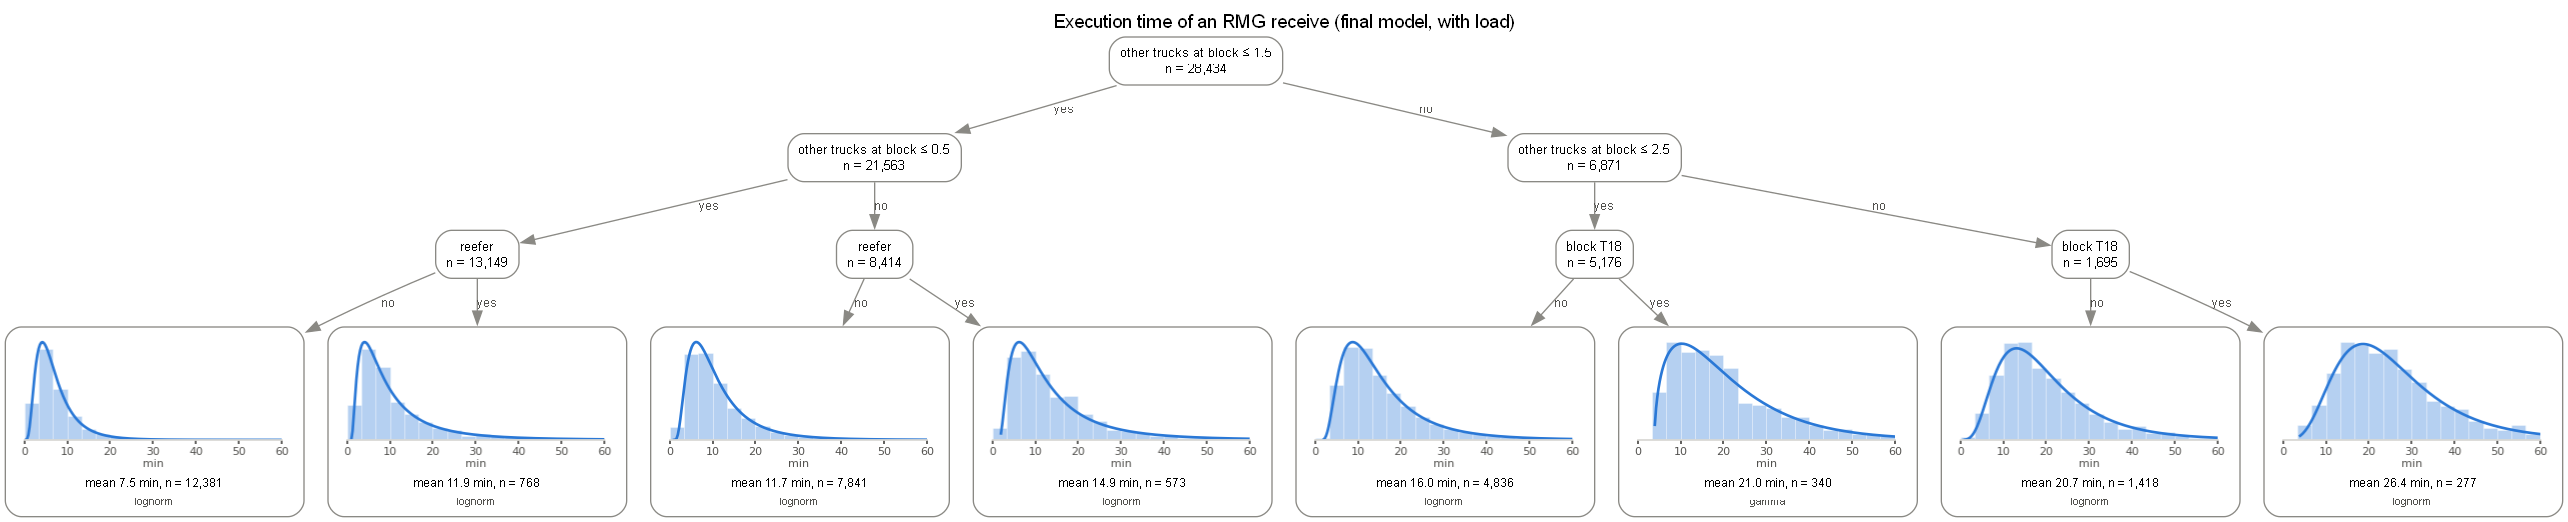 Execution time of an RMG receive (final model, with load)
other trucks at block ≤ 1.5
n = 28,434
yes
no
other trucks at block ≤ 0.5
n = 21,563
other trucks at block ≤ 2.5
n = 6,871
yes
no
yes
no
reefer
n = 13,149
reefer
n = 8,414
block T18
n = 5,176
block T18
n = 1,695
no
yes
no
yes
no
yes
no
yes
0 10 20 30 40 50 60
min
mean 7.5 min, n = 12,381
lognorm
0 10 20 30 40 50 60
min
mean 11.9 min, n = 768
lognorm
0 10 20 30 40 50 60
min
mean 11.7 min, n = 7,841
lognorm
0 10 20 30 40 50 60
min
mean 14.9 min, n = 573
lognorm
0 10 20 30 40 50 60
min
mean 16.0 min, n = 4,836
lognorm
0 10 20 30 40 50 60
min
mean 21.0 min, n = 340
gamma
0 10 20 30 40 50 60
min
mean 20.7 min, n = 1,418
lognorm
0 10 20 30 40 50 60
min
mean 26.4 min, n = 277
lognorm